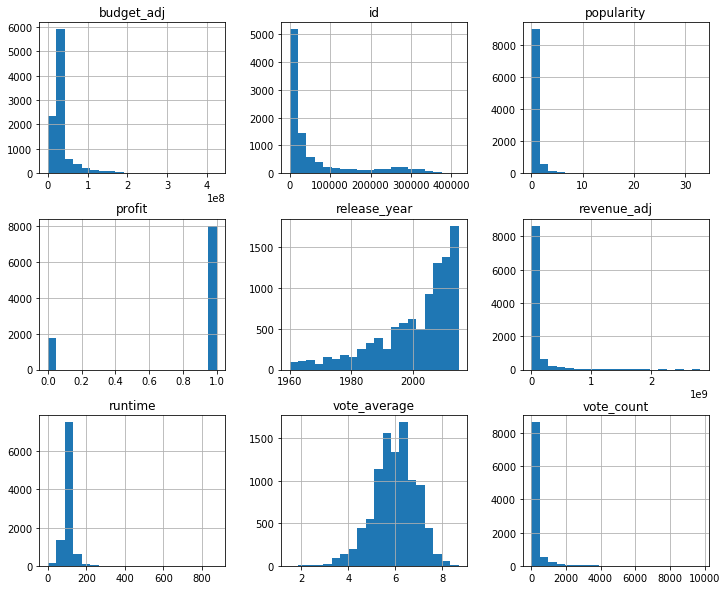 budget_adj id popularity
6000 5000 8000
5000 4000 6000
4000 3000 4000
3000 2000 2000
2000 1000 0
1000 0
0
0 1 2 3 4 0 100000 200000 300000 400000 0 10 20 30
1e8
profit release_year revenue_adj
8000 1500 8000
6000 1000 6000
4000 500 4000
2000 0 2000
0 0
0.0 0.2 0.4 0.6 0.8 1.0 1960 1980 2000 0 1 2
1e9
runtime vote_average vote_count
6000 1500 8000
4000 1000 6000
2000 500 4000
0 0 2000
0
0 200 400 600 800 2 4 6 8 0 2000 4000 6000 8000 10000